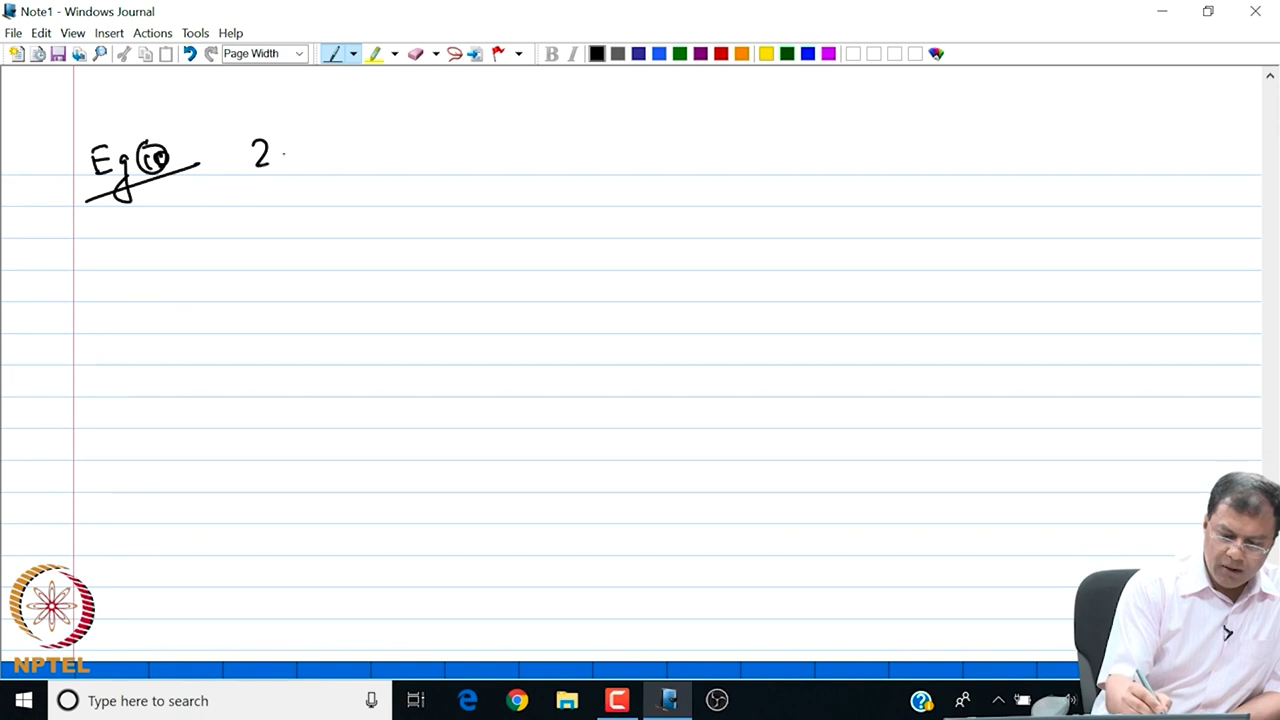 Note1 - Windows Journal
File Edit View Insert Actions Tools Help
Page Width
B I
Eg
2
NPTEL
Type here to search